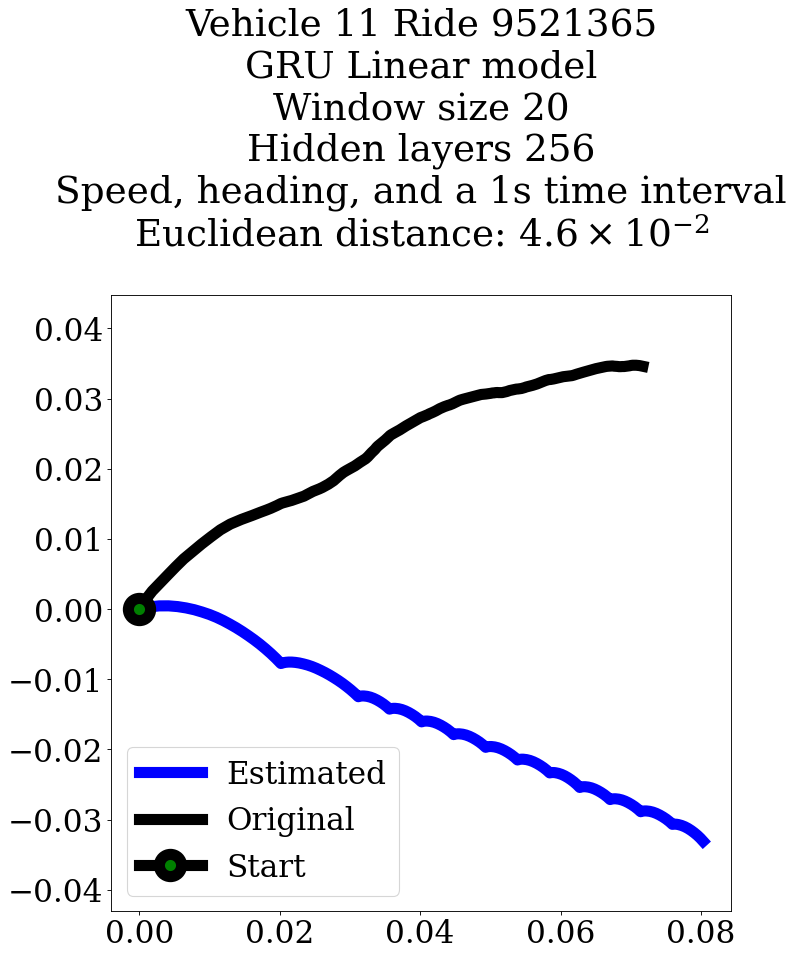 Vehicle 11 Ride 9521365
GRU Linear model
Window size 20
Hidden layers 256
Speed, heading, and a 1s time interval
Euclidean distance: 4.6 × 10⁻²
0.04
0.03
0.02
0.01
0.00
−0.01
−0.02
−0.03
−0.04
Estimated
Original
Start
0.00 0.02 0.04 0.06 0.08